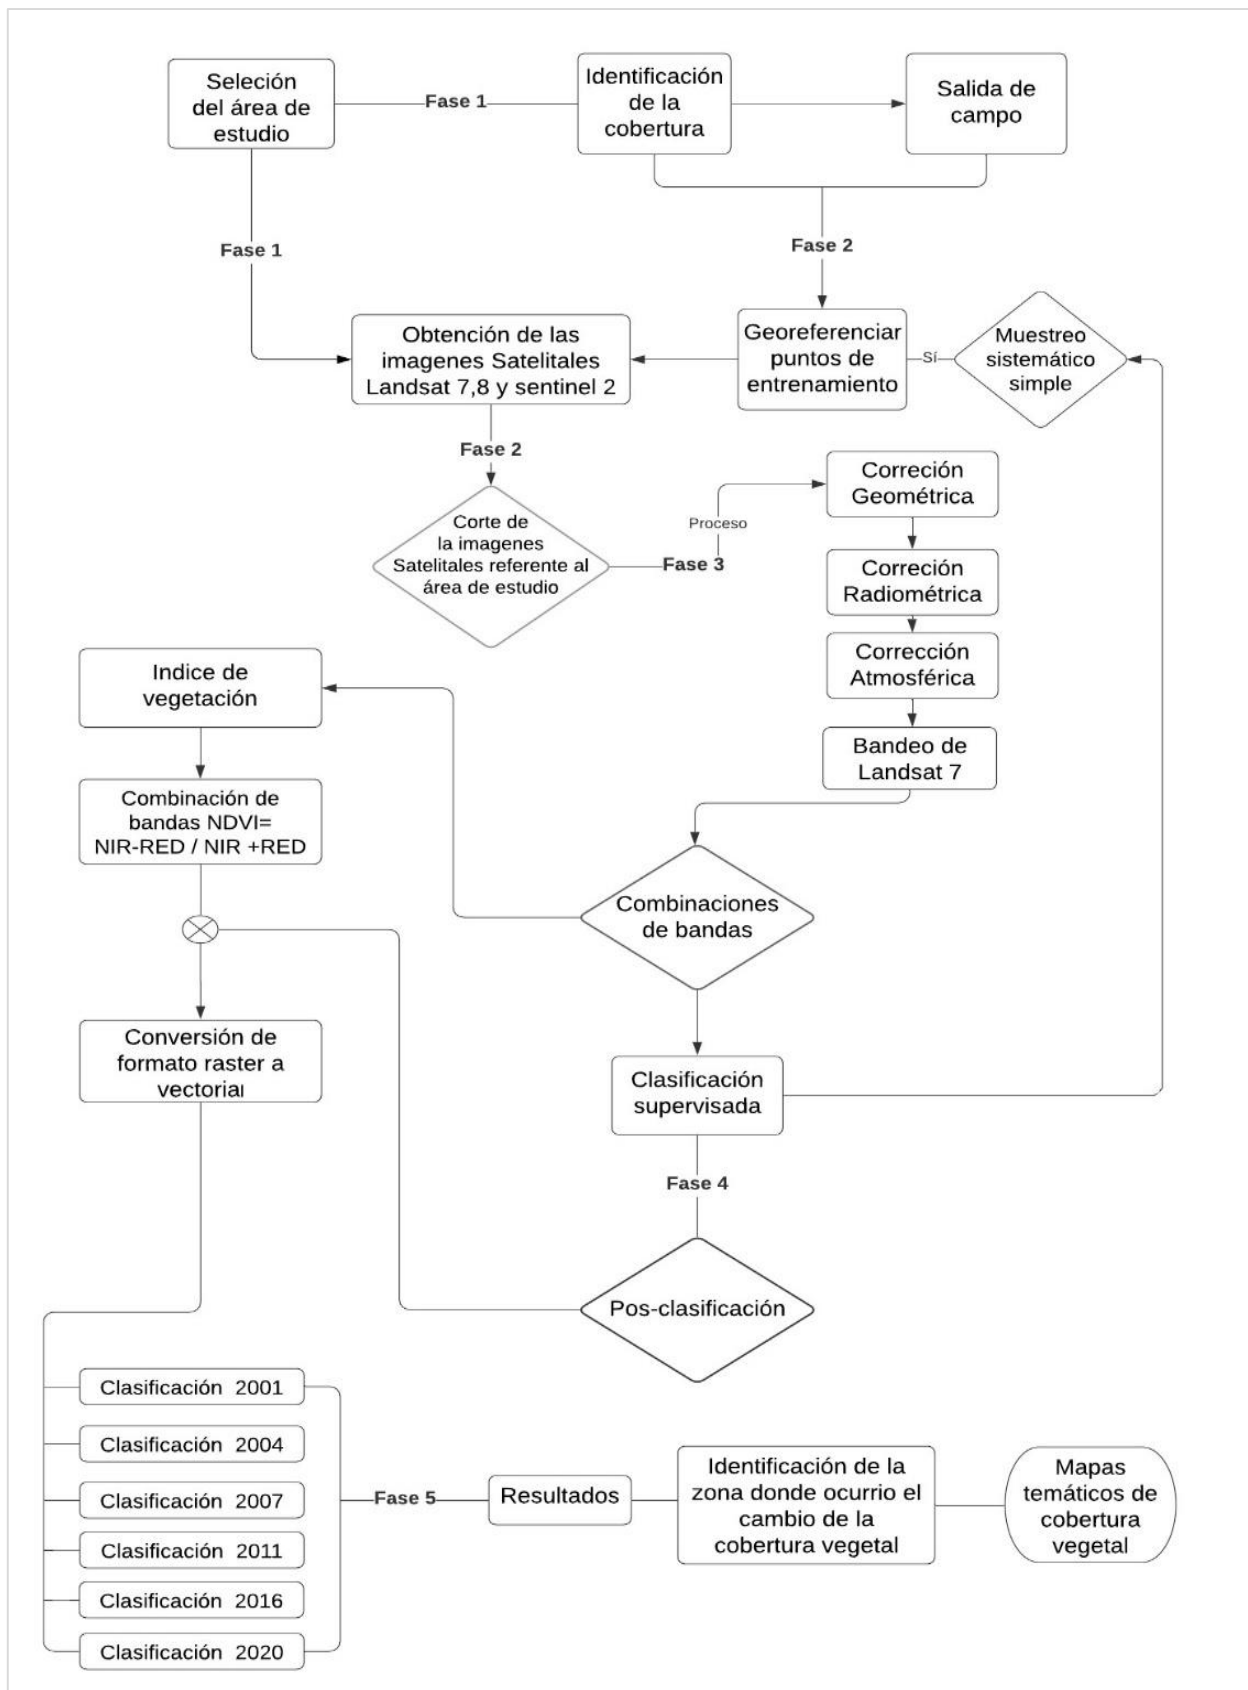 Seleción
del área de
estudio
Fase 1
Identificación
de la
cobertura
Salida de
campo
Fase 1
Fase 2
Obtención de las
imagenes Satelitales
Landsat 7,8 y sentinel 2
Georeferenciar
puntos de
entrenamiento
Sí
Muestreo
sistemático
simple
Fase 2
Corte de
la imagenes
Satelitales referente al
área de estudio
Fase 3
Proceso
Correción
Geométrica
Correción
Radiométrica
Corrección
Atmosférica
Bandeo de
Landsat 7
Indice de
vegetación
Combinación de
bandas NDVI=
NIR-RED / NIR +RED
Combinaciones
de bandas
Conversión de
formato raster a
vectorial
Clasificación
supervisada
Fase 4
Pos-clasificación
Clasificación 2001
Clasificación 2004
Clasificación 2007
Clasificación 2011
Clasificación 2016
Clasificación 2020
Fase 5
Resultados
Identificación de la
zona donde ocurrio el
cambio de la
cobertura vegetal
Mapas
temáticos de
cobertura
vegetal